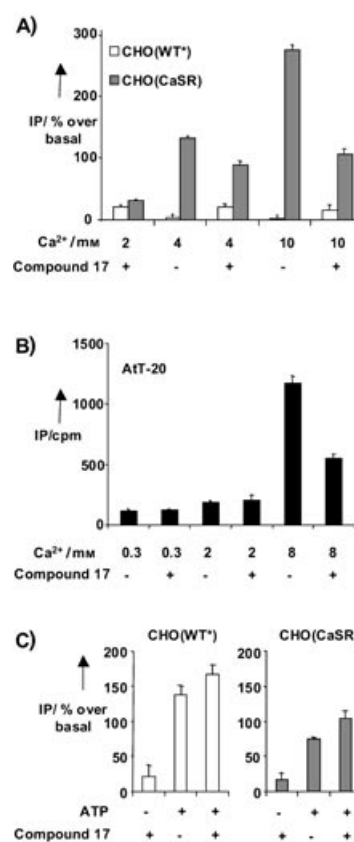 A)
300
CHO(WT*)
CHO(CaSR)
200
IP/ % over
basal
100
0
Ca²⁺/mM 2 4 4 10 10
Compound 17 + - + - +
B)
1500
AtT-20
1000
IP/cpm
500
0
Ca²⁺/mM 0.3 0.3 2 2 8 8
Compound 17 - + - + - +
C)
CHO(WT*) CHO(CaSR
200 200
150 150
IP/ % over
basal
100 100
50 50
0 0
ATP - + + - + +
Compound 17 + - + + - +